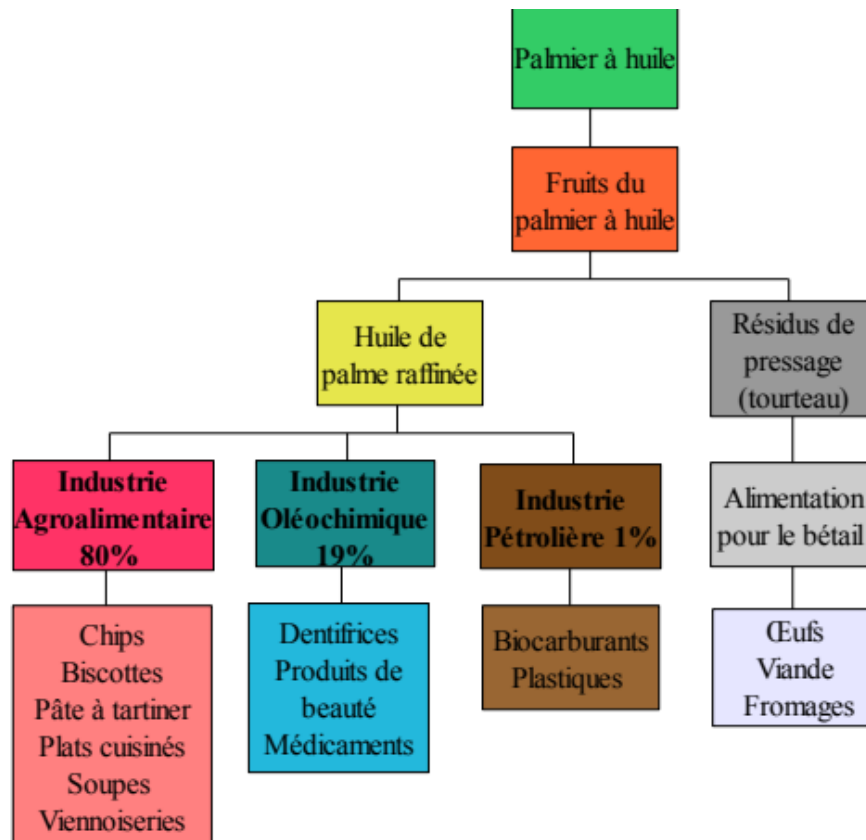 Palmier à huile
Fruits du
palmier à huile
Huile de
palme raffinée
Résidus de
pressage
(tourteau)
Industrie
Agroalimentaire
80%
Industrie
Oléochimique
19%
Industrie
Pétrolière 1%
Alimentation
pour le bétail
Chips
Biscottes
Pâte à tartiner
Plats cuisinés
Soupes
Viennoiseries
Dentifrices
Produits de
beauté
Médicaments
Biocarburants
Plastiques
Œufs
Viande
Fromages